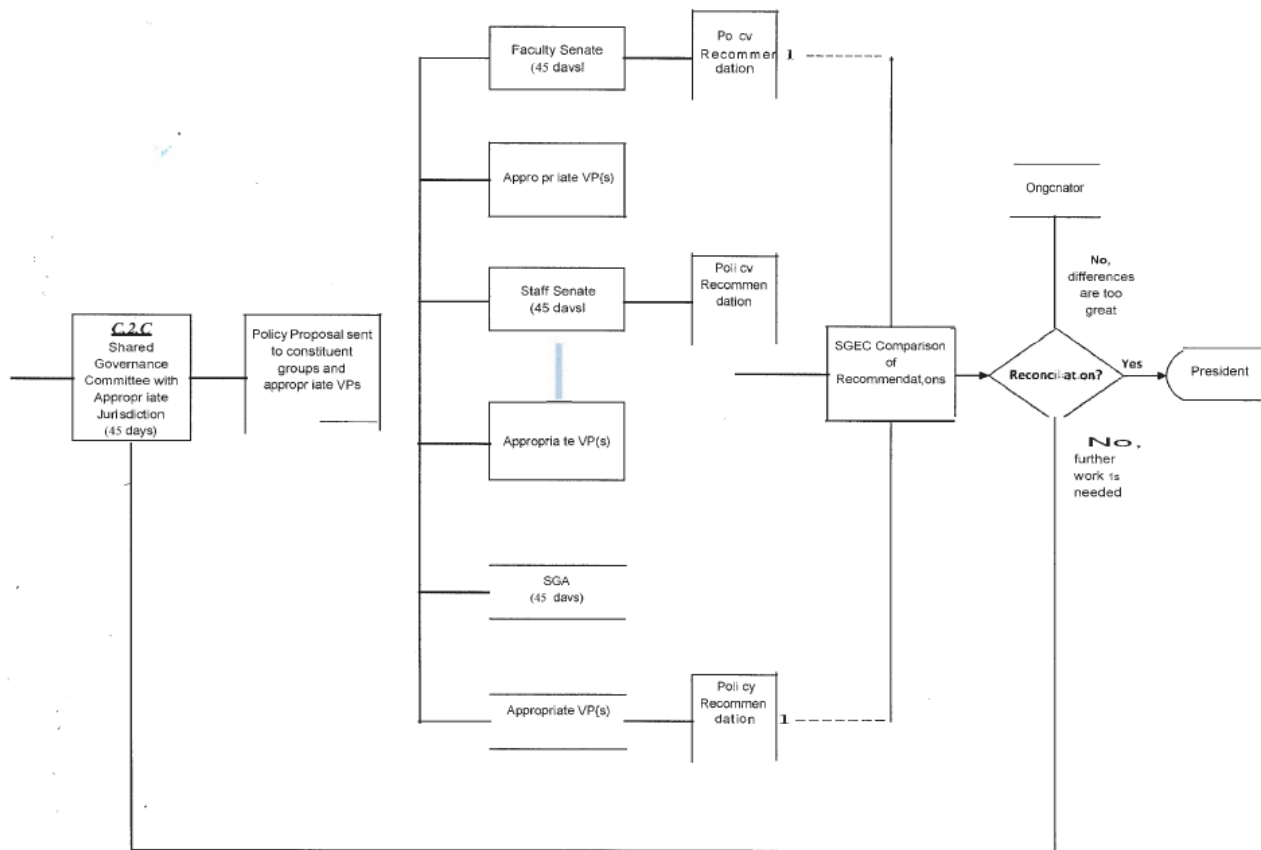 Faculty Senate
(45 davsl
Po cv
Recommer 1
dation
Appro pr iate VP(s)
Staff Senate
(45 davsl
Poli cv
Recommen
dation
C.2.C
Shared
Governance
Committee with
Appropr iate
Jurisdiction
(45 days)
Policy Proposal sent
to constituent
groups and
appropr iate VPs
Appropria te VP(s)
SGA
(45 davs)
Appropriate VP(s)
Poli cy
Recommen
dation 1
SGEC Comparison
of
Recommendat,ons
Ongcnator
No,
differences
are too
great
Reconcil-at.on?
Yes
President
No,
further
work 1s
needed